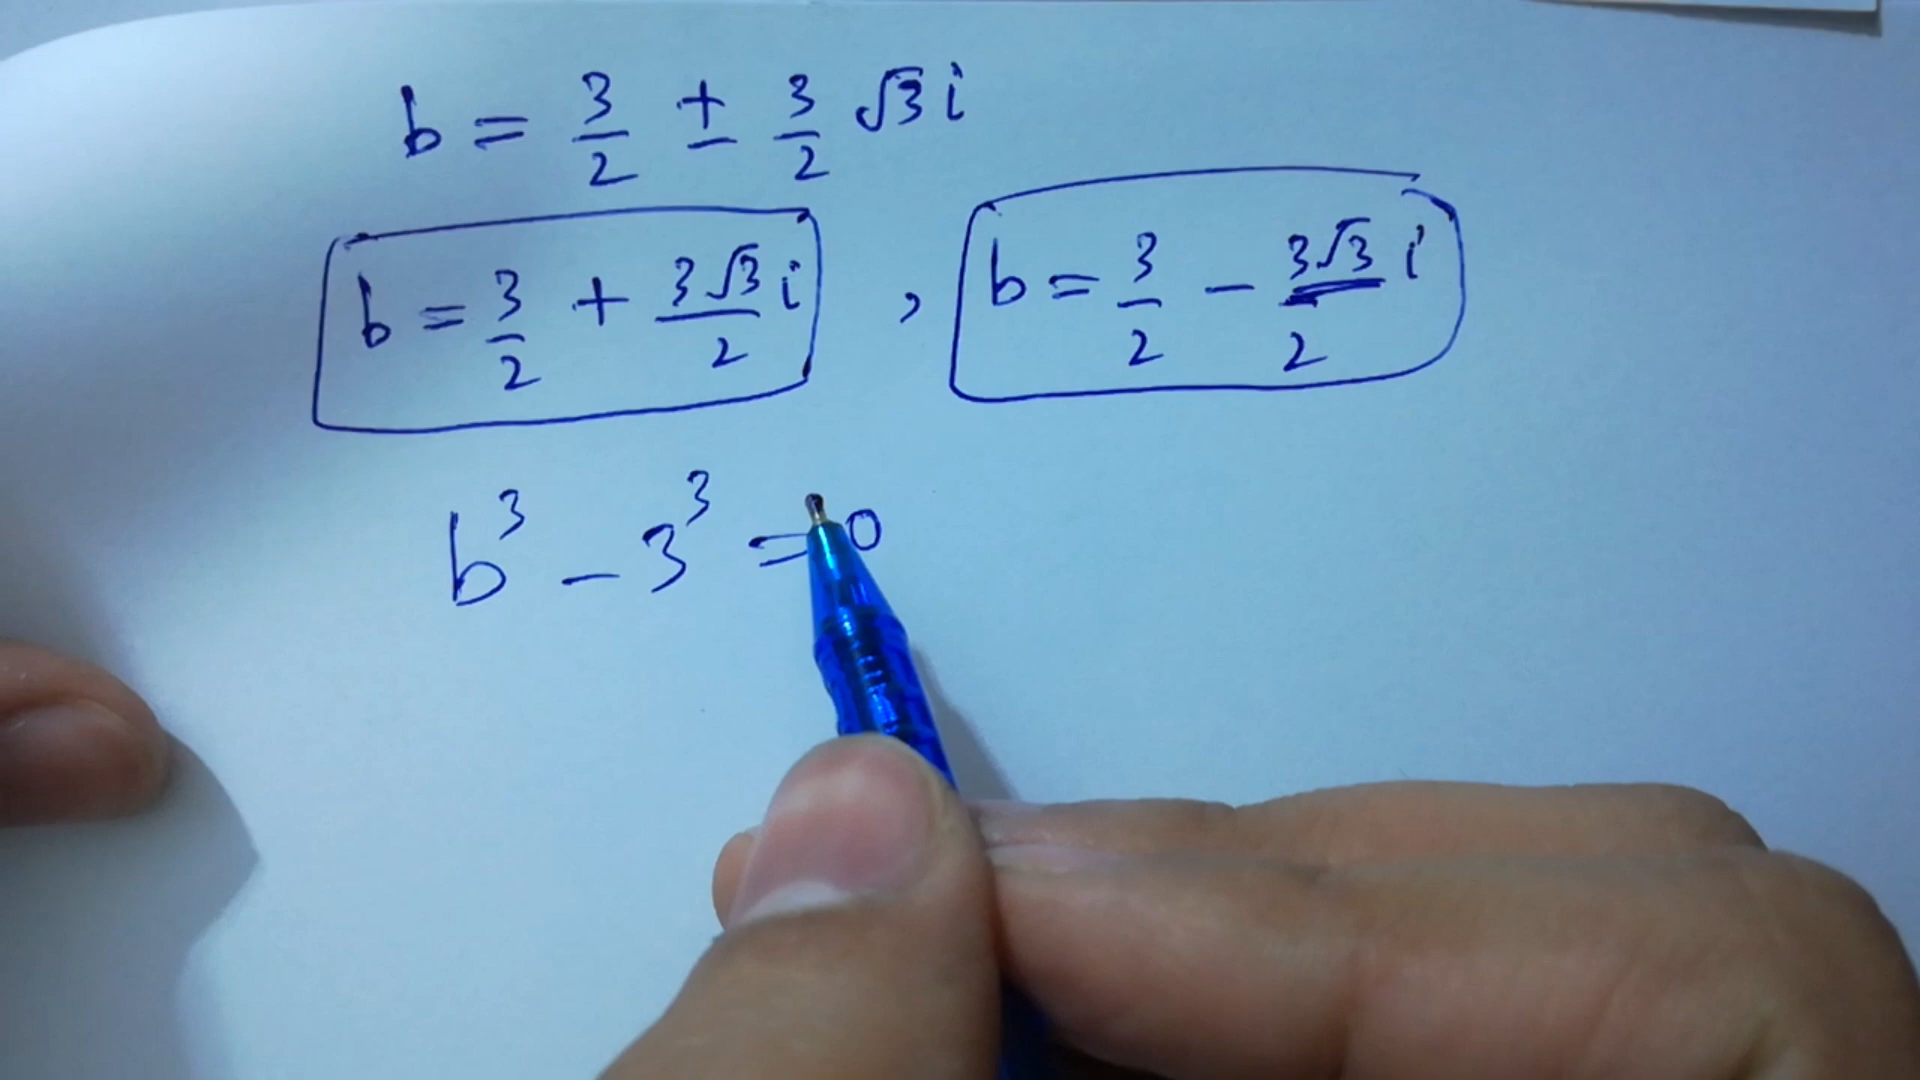 b = 3/2 ± 3/2 √3 i
b = 3/2 + 3√3/2 i , b = 3/2 - 3√3/2 i
b³ - 3³ = 0